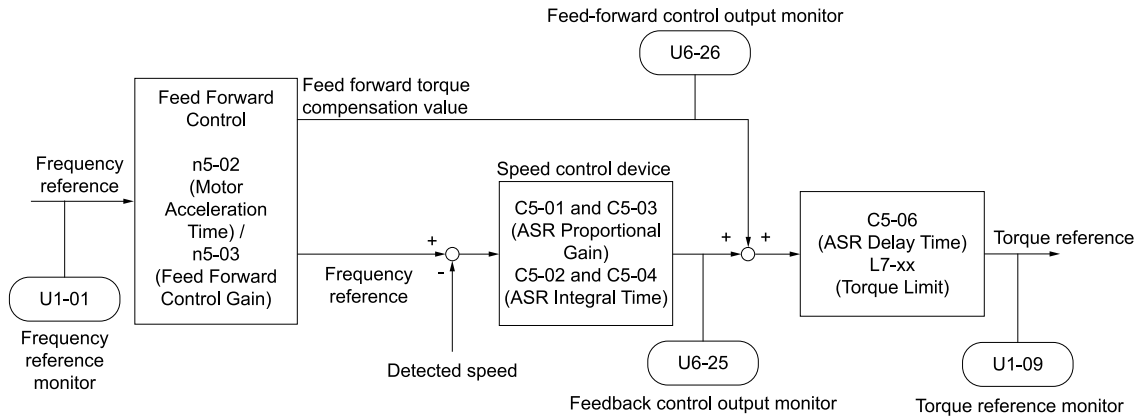 Feed-forward control output monitor
U6-26
Feed forward torque
compensation value
Feed Forward
Control
n5-02
(Motor
Acceleration
Time) /
n5-03
(Feed Forward
Control Gain)
Frequency
reference
U1-01
Frequency
reference
monitor
Frequency
reference
+
-
Detected speed
Speed control device
C5-01 and C5-03
(ASR Proportional
Gain)
C5-02 and C5-04
(ASR Integral Time)
U6-25
Feedback control output monitor
+
+
C5-06
(ASR Delay Time)
L7-xx
(Torque Limit)
Torque reference
U1-09
Torque reference monitor